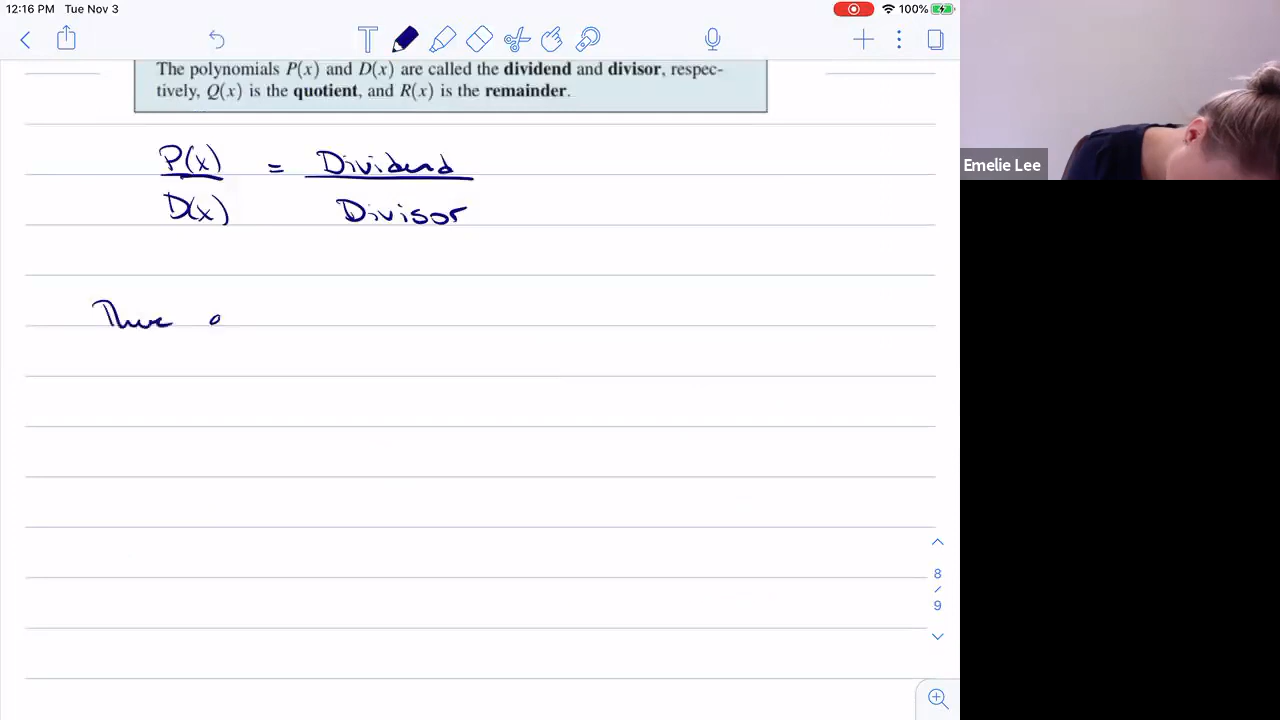 12:16 PM Tue Nov 3
100%
The polynomials P(x) and D(x) are called the dividend and divisor, respec-
tively, Q(x) is the quotient, and R(x) is the remainder.
P(x) = Dividend
D(x) Divisor
There a
8
/
9
Emelie Lee